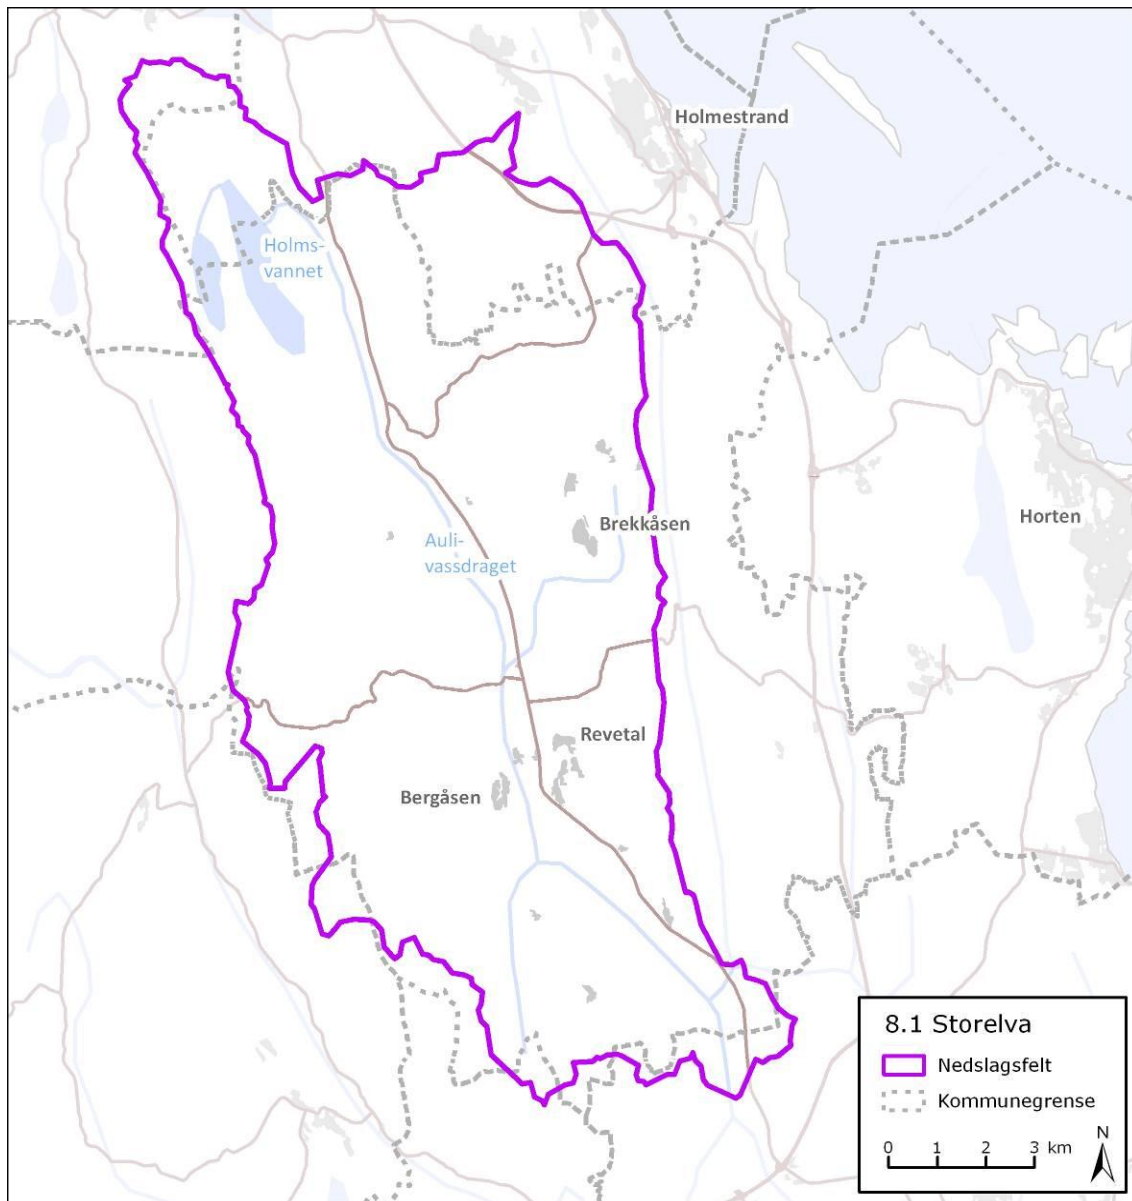 Holmestrand
Holms-
vannet
Horten
Brekkåsen
Auli-
vassdraget
Revetal
Bergåsen
8.1 Storelva
Nedslagsfelt
Kommunegrense
0 1 2 3 km
N